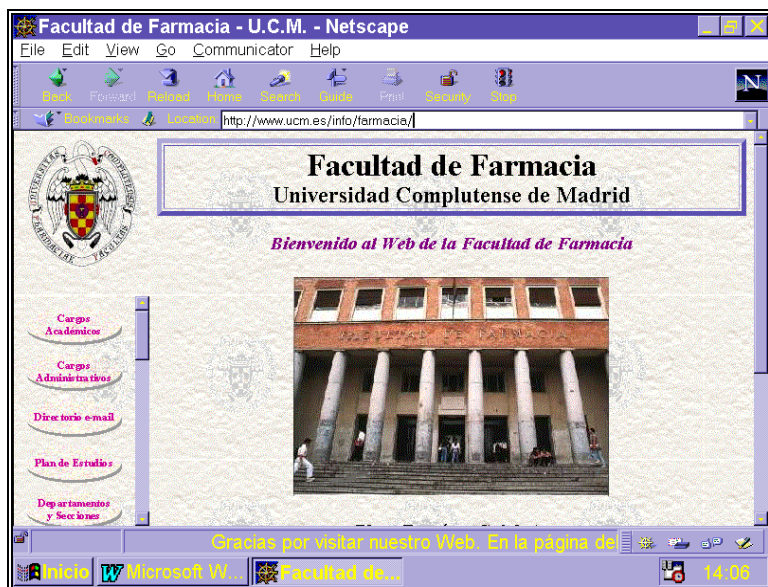 Facultad de Farmacia - U.C.M. - Netscape
File Edit View Go Communicator Help
Back Forward Reload Home Search Guide Print Security Stop
N
Bookmarks Location: http://www.ucm.es/info/farmacia/
Facultad de Farmacia
Universidad Complutense de Madrid
Bienvenido al Web de la Facultad de Farmacia
FACULTAD DE FARMACIA
Cargos
Académicos
Cargos
Administrativos
Directorio e-mail
Plan de Estudios
Departamentos
y Secciones
Gracias por visitar nuestro Web. En la página de
Inicio Microsoft W... Facultad de... 14:06